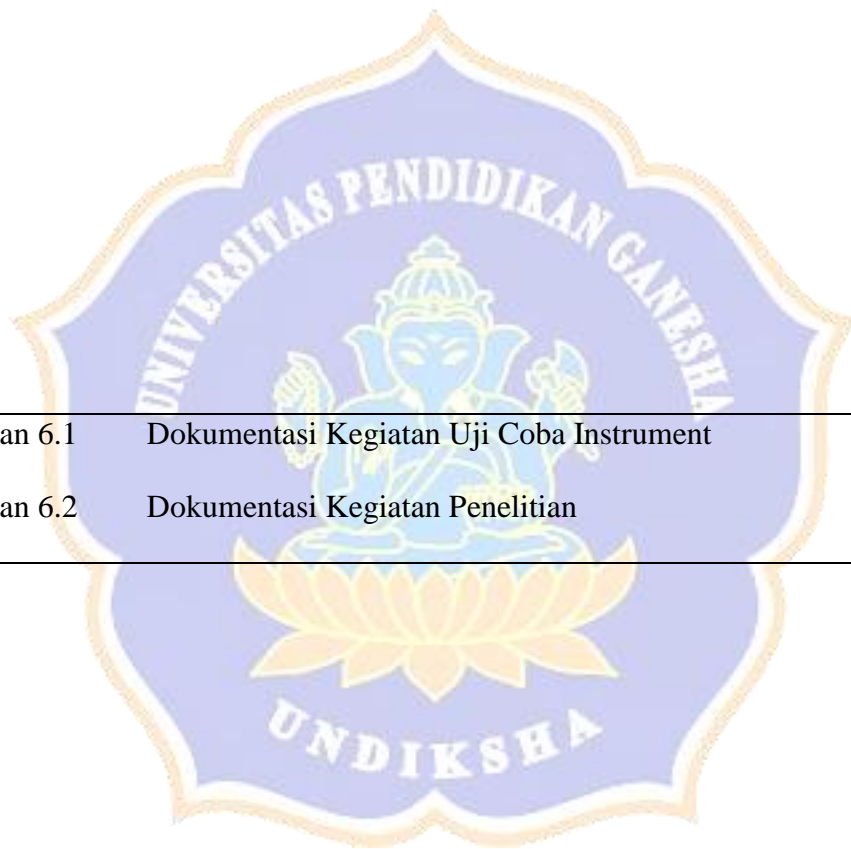 UNIVERSITAS PENDIDIKAN GANESHA
an 6.1 Dokumentasi Kegiatan Uji Coba Instrument
an 6.2 Dokumentasi Kegiatan Penelitian
UNDIKSHA